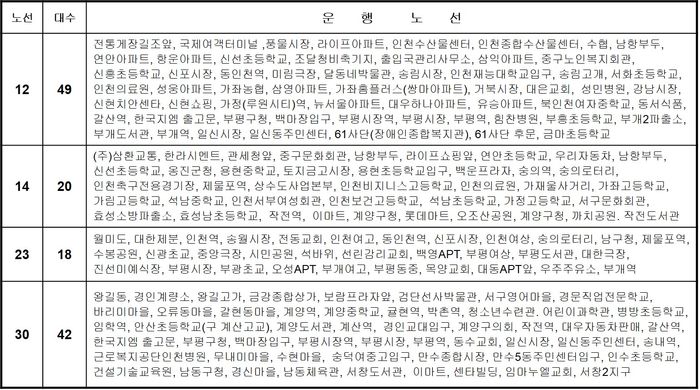 노선 대수 운 행 노 선
전통게장길조앞, 국제여객터미널 ,풍물시장, 라이프아파트, 인천수산물센터, 인천종합수산물센타, 수협, 남항부두,
연안아파트, 항운아파트, 신선초등학교, 조달청비축기지, 출입국관리사무소, 삼익아파트, 중구노인복지회관,
신흥초등학교, 신포시장, 동인천역, 미림극장, 달동네박물관, 송림시장, 인천재능대학교입구, 송림고개, 서화초등학교,
12 49 인천의료원, 성웅아파트, 가좌농협, 삼영아파트, 가좌홈플러스(쌍마아파트), 거북시장, 대은교회, 성민병원, 강남시장,
신현치안센타, 신현쇼핑, 가정(루원시티)역, 뉴서울아파트, 대우하나아파트, 유승아파트, 북인천여자중학교, 동서식품,
갈산역, 한국지엠 출고문, 부평구청, 백마장입구, 부평시장역, 부평시장, 부평역, 힘찬병원, 부흥초등학교, 부개2파출소,
부개도서관, 부개역, 일신시장, 일신동주민센터, 61사단(장애인종합복지관), 61사단 후문, 금마초등학교
(주)삼환교통, 한라시멘트, 관세청앞, 중구문화회관, 남항부두, 라이프쇼핑앞, 연안초등학교, 우리자동차, 남항부두,
신선초등학교, 옹진군청, 용현중학교, 토지금고시장, 용현초등학교입구, 백운프라자, 숭의역, 숭의로터리,
14 20 인천축구전용경기장, 제물포역, 상수도사업본부, 인천비지니스고등학교, 인천의료원, 가재울사거리, 가좌고등학교,
가림고등학교, 석남중학교, 인천서부여성회관, 인천보건고등학교, 석남초등학교, 가정고등학교, 서구문화회관,
효성소방파출소, 효성남초등학교, 작전역, 이마트, 계양구청, 롯데마트, 오조산공원, 계양구청, 까치공원, 작전도서관
월미도, 대한제분, 인천역, 송월시장, 전동교회, 인천여고, 동인천역, 신포시장, 인천여상, 숭의로터리, 남구청, 제물포역,
23 18 수봉공원, 신광초교, 중앙극장, 시민공원, 석바위, 선린감리교회, 백영APT, 부평여상, 부평도서관, 대한극장,
진선미예식장, 부평시장, 부광초교, 오성APT, 부개여고, 부평동중, 목양교회, 대동APT앞, 우주주유소, 부개역
왕길동, 경인계량소, 왕길고가, 금강종합상가, 보람프라자앞, 검단선사박물관, 서구영어마을, 경문직업전문학교,
바리미마을, 오류동마을, 갈현동마을, 계양역, 계양중학교, 귤현역, 박촌역, 청소년수련관, 어린이과학관, 병방초등학교,
임학역, 안산초등학교(구 계산고교), 계양도서관, 계산역, 경인교대입구, 계양구의회, 작전역, 대우자동차판매, 갈산역,
30 42 한국지엠 출고문, 부평구청, 백마장입구, 부평시장역, 부평시장, 부평역, 동수교회, 일신시장, 일신동주민센터, 송내역,
근로복지공단인천병원, 무내미마을, 수현마을, 숭덕여중고입구, 만수종합시장, 만수5동주민센터입구, 인수초등학교,
건설기술교육원, 남동구청, 경신마을, 남동체육관, 서창도서관, 이마트, 센타빌딩, 임마누엘교회, 서창2지구